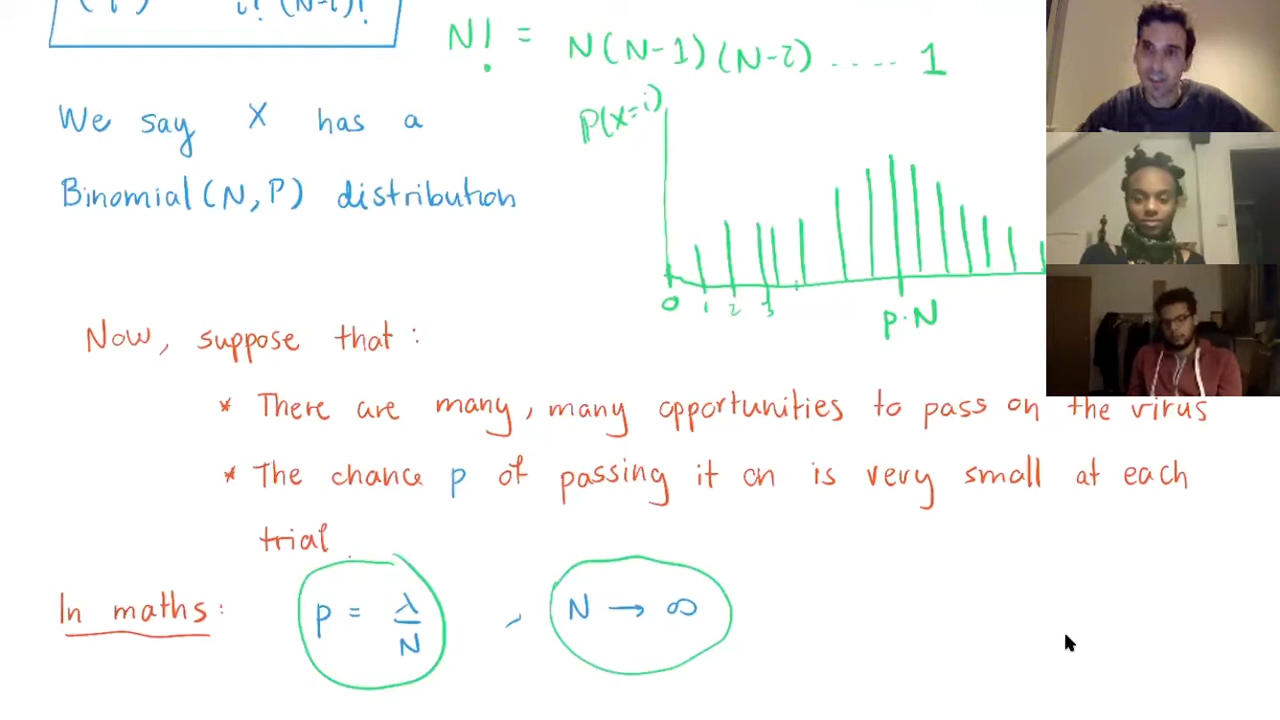 (i) i! (N-i)!
N! = N(N-1)(N-2) ..... 1
P(x=i)
We say X has a
Binomial (N, P) distribution
0 1 2 3
p.N
Now, suppose that :
* There are many, many opportunities to pass on the virus
* The chance p of passing it on is very small at each
trial.
In maths: p = λ/N , N → ∞